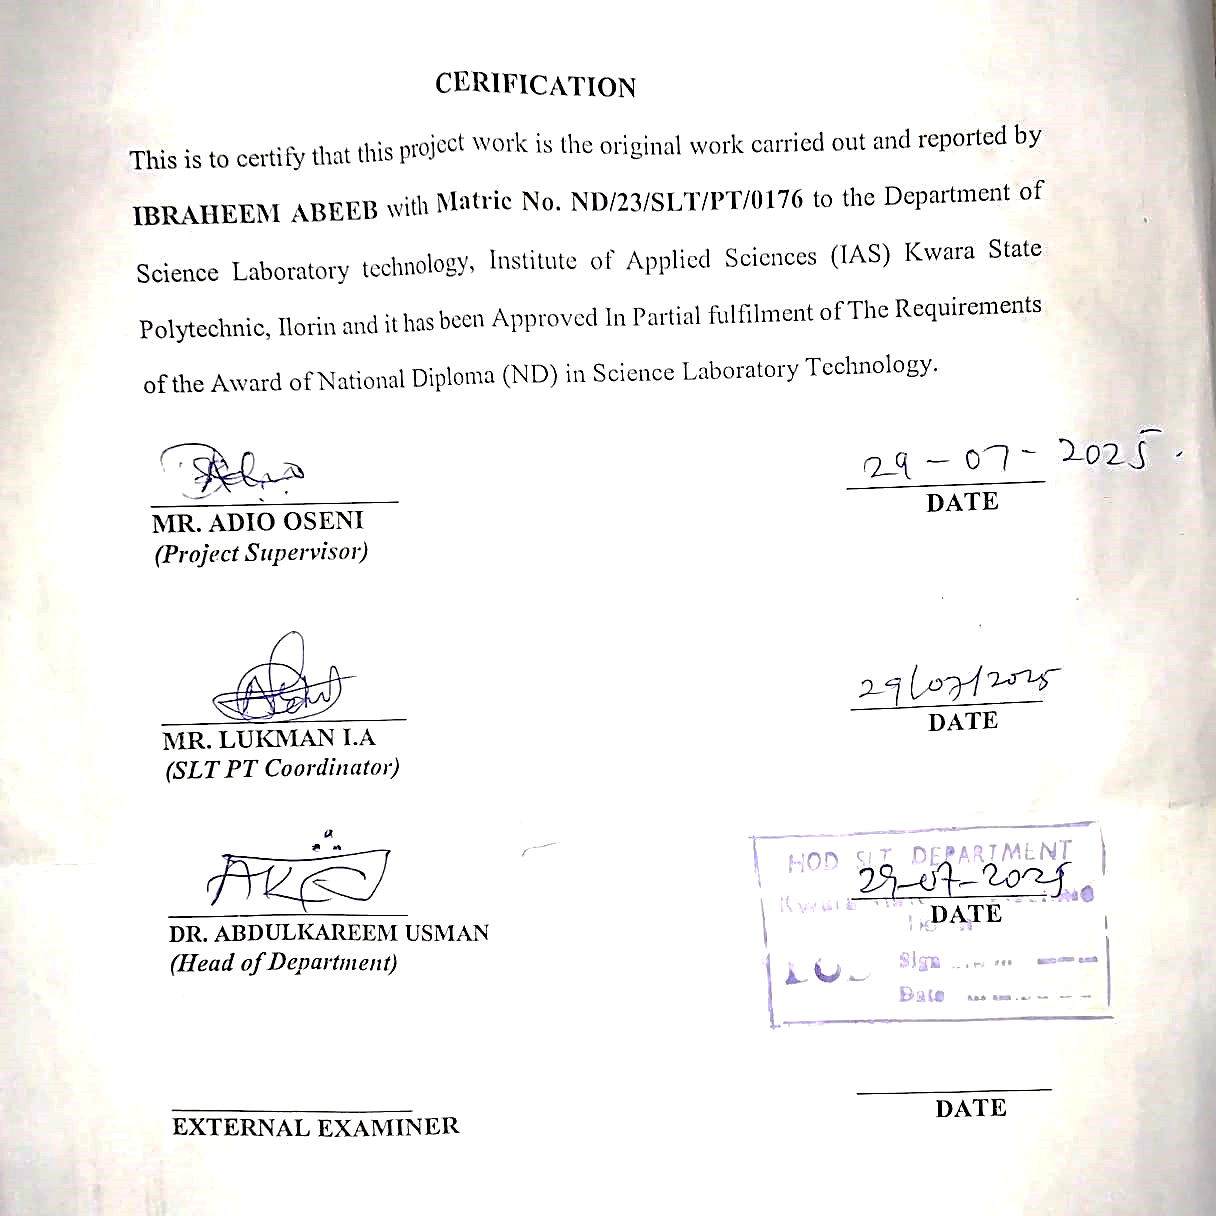 CERIFICATION
This is to certify that this project work is the original work carried out and reported by
IBRAHEEM ABEEB with Matric No. ND/23/SLT/PT/0176 to the Department of
Science Laboratory technology, Institute of Applied Sciences (IAS) Kwara State
Polytechnic, Ilorin and it has been Approved In Partial fulfilment of The Requirements
of the Award of National Diploma (ND) in Science Laboratory Technology.
29-07-2025.
MR. ADIO OSENI
DATE
(Project Supervisor)
29/07/2025
MR. LUKMAN I.A
DATE
(SLT PT Coordinator)
HOD SLT DEPARTMENT
29-07-2025
Kwara
DR. ABDULKAREEM USMAN
DATE
(Head of Department)
Sign
Date
EXTERNAL EXAMINER
DATE